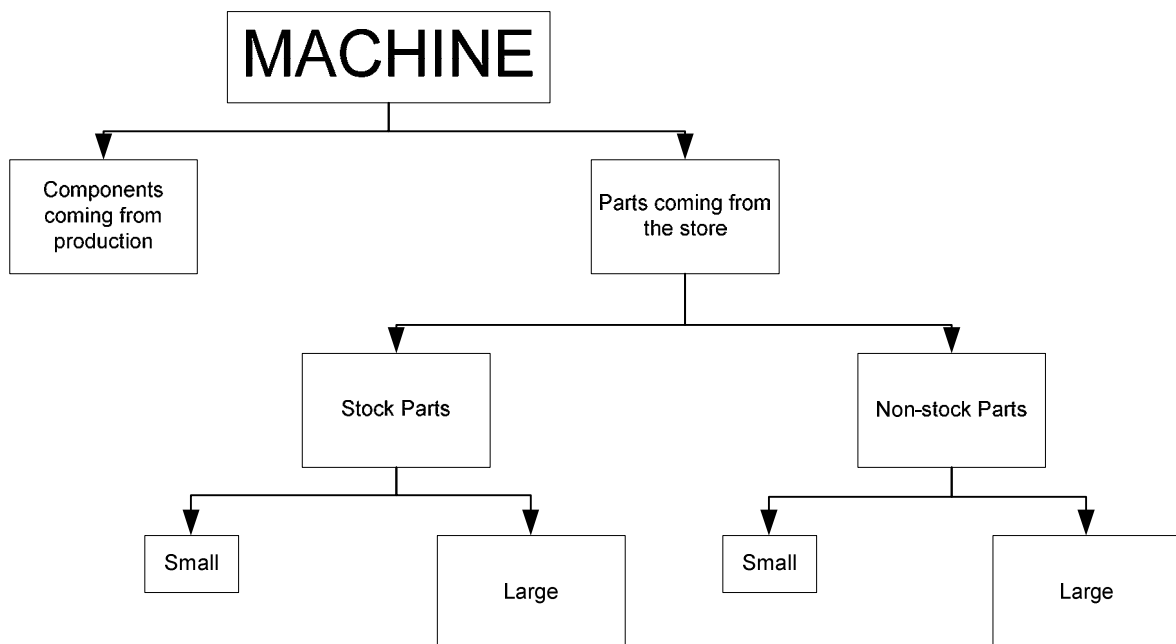 MACHINE
Components
coming from
production
Parts coming from
the store
Stock Parts
Non-stock Parts
Small
Large
Small
Large